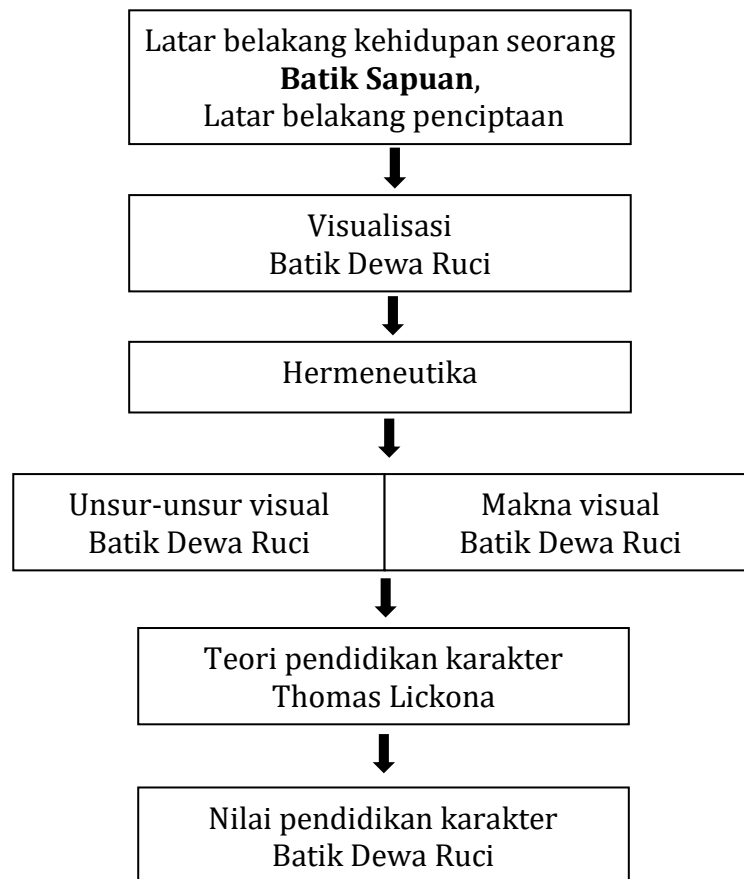 Latar belakang kehidupan seorang
Batik Sapuan,
Latar belakang penciptaan
Visualisasi
Batik Dewa Ruci
Hermeneutika
Unsur-unsur visual
Batik Dewa Ruci
Makna visual
Batik Dewa Ruci
Teori pendidikan karakter
Thomas Lickona
Nilai pendidikan karakter
Batik Dewa Ruci